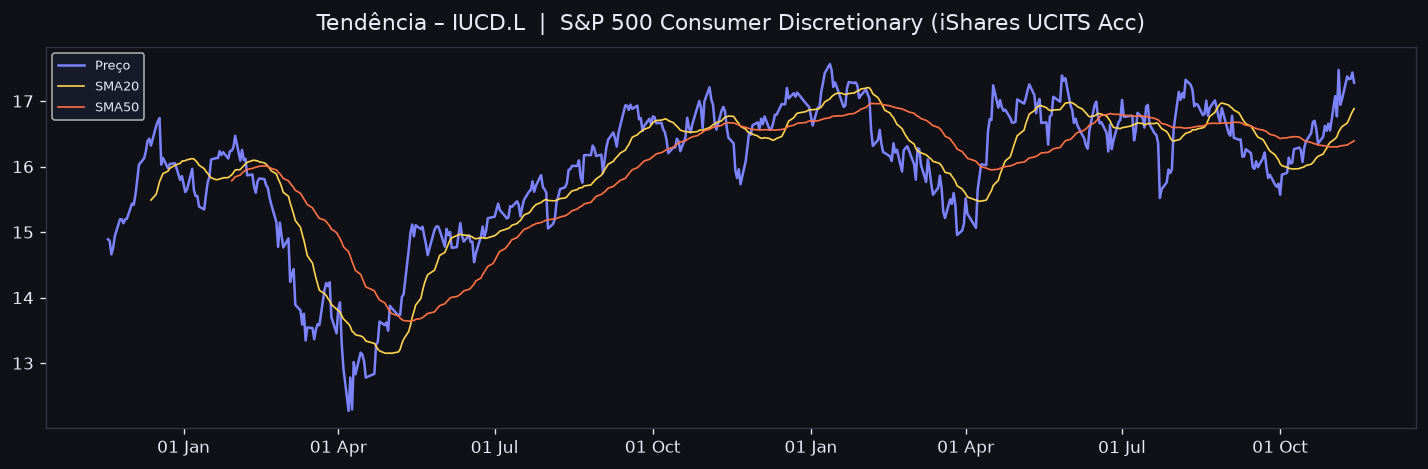 Tendência – IUCD.L | S&P 500 Consumer Discretionary (iShares UCITS Acc)
Preço
SMA20
SMA50
17
16
15
14
13
01 Jan 01 Apr 01 Jul 01 Oct 01 Jan 01 Apr 01 Jul 01 Oct